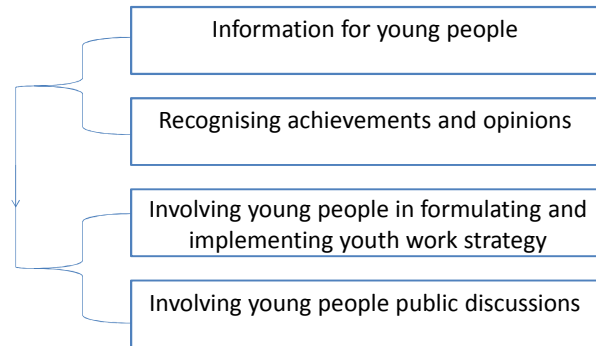 Information for young people
Recognising achievements and opinions
Involving young people in formulating and
implementing youth work strategy
Involving young people public discussions